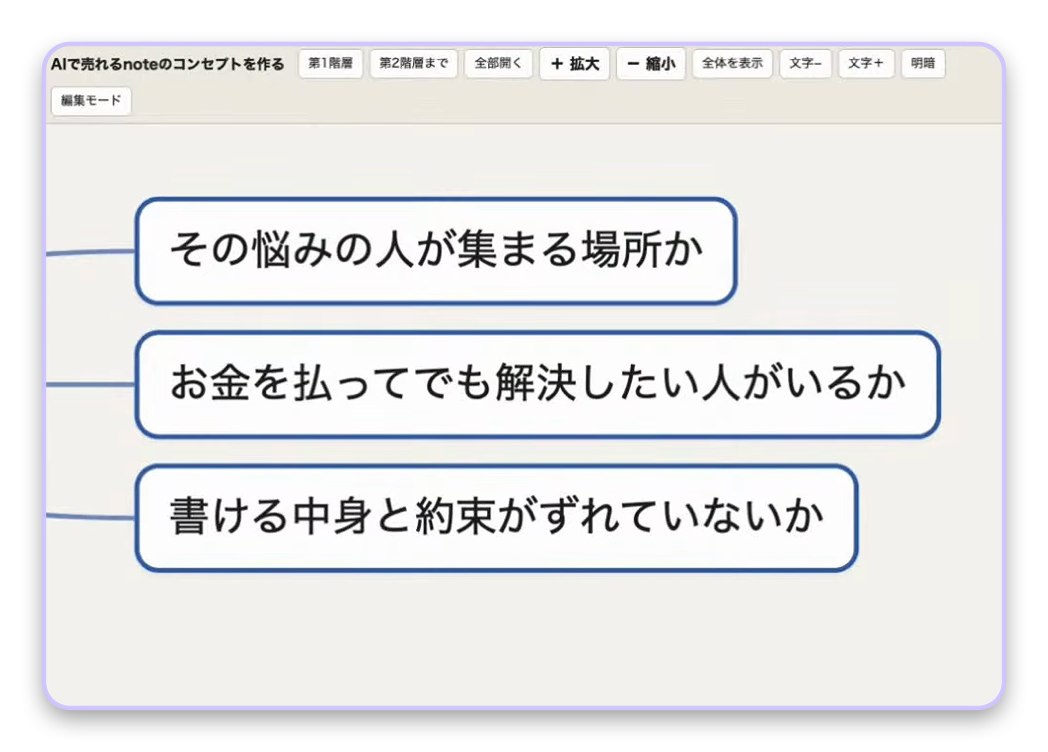 AIで売れるnoteのコンセプトを作る 第1階層 第2階層まで 全部開く + 拡大 − 縮小 全体を表示 文字− 文字+ 明暗
編集モード
その悩みの人が集まる場所か
お金を払ってでも解決したい人がいるか
書ける中身と約束がずれていないか